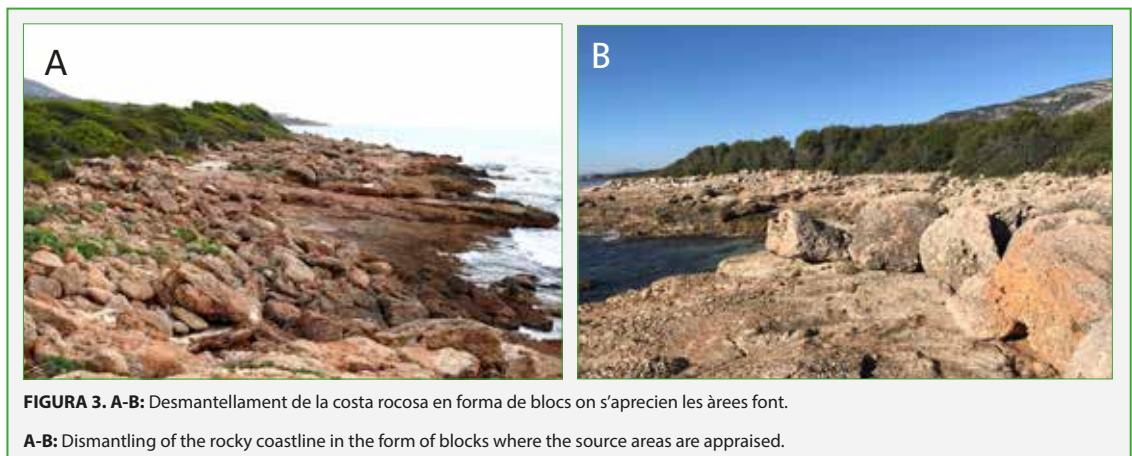 A
B
FIGURA 3. A-B: Desmantellament de la costa rocosa en forma de blocs on s'aprecien les àrees font.
A-B: Dismantling of the rocky coastline in the form of blocks where the source areas are appraised.